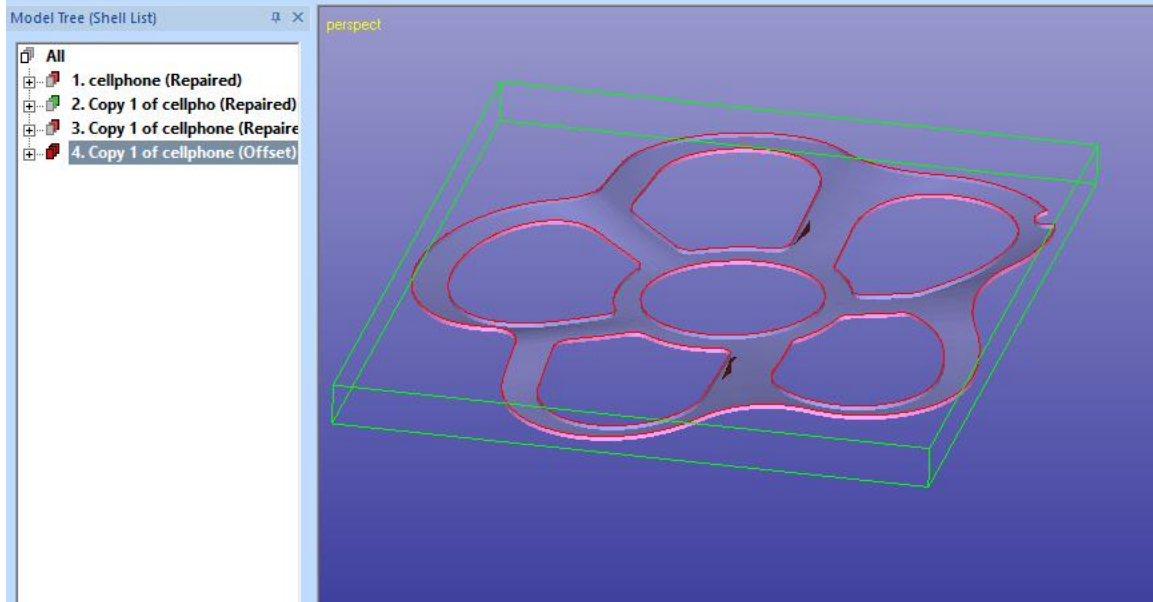 Model Tree (Shell List)
perspect
All
1. cellphone (Repaired)
2. Copy 1 of cellpho (Repaired)
3. Copy 1 of cellphone (Repaire
4. Copy 1 of cellphone (Offset)